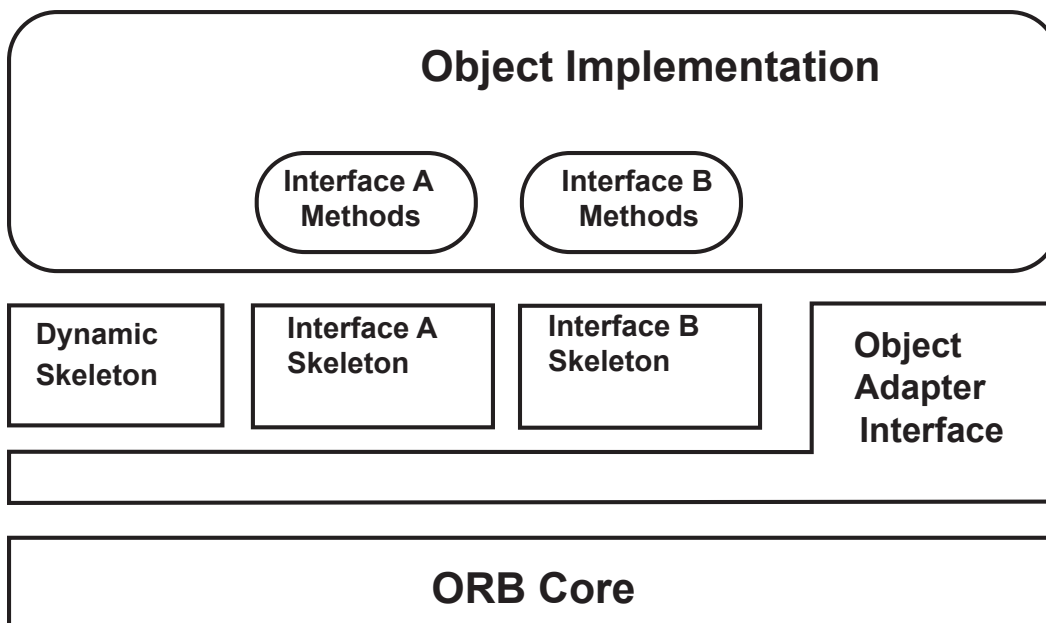 Object Implementation
Interface A
Methods
Interface B
Methods
Dynamic
Skeleton
Interface A
Skeleton
Interface B
Skeleton
Object
Adapter
Interface
ORB Core